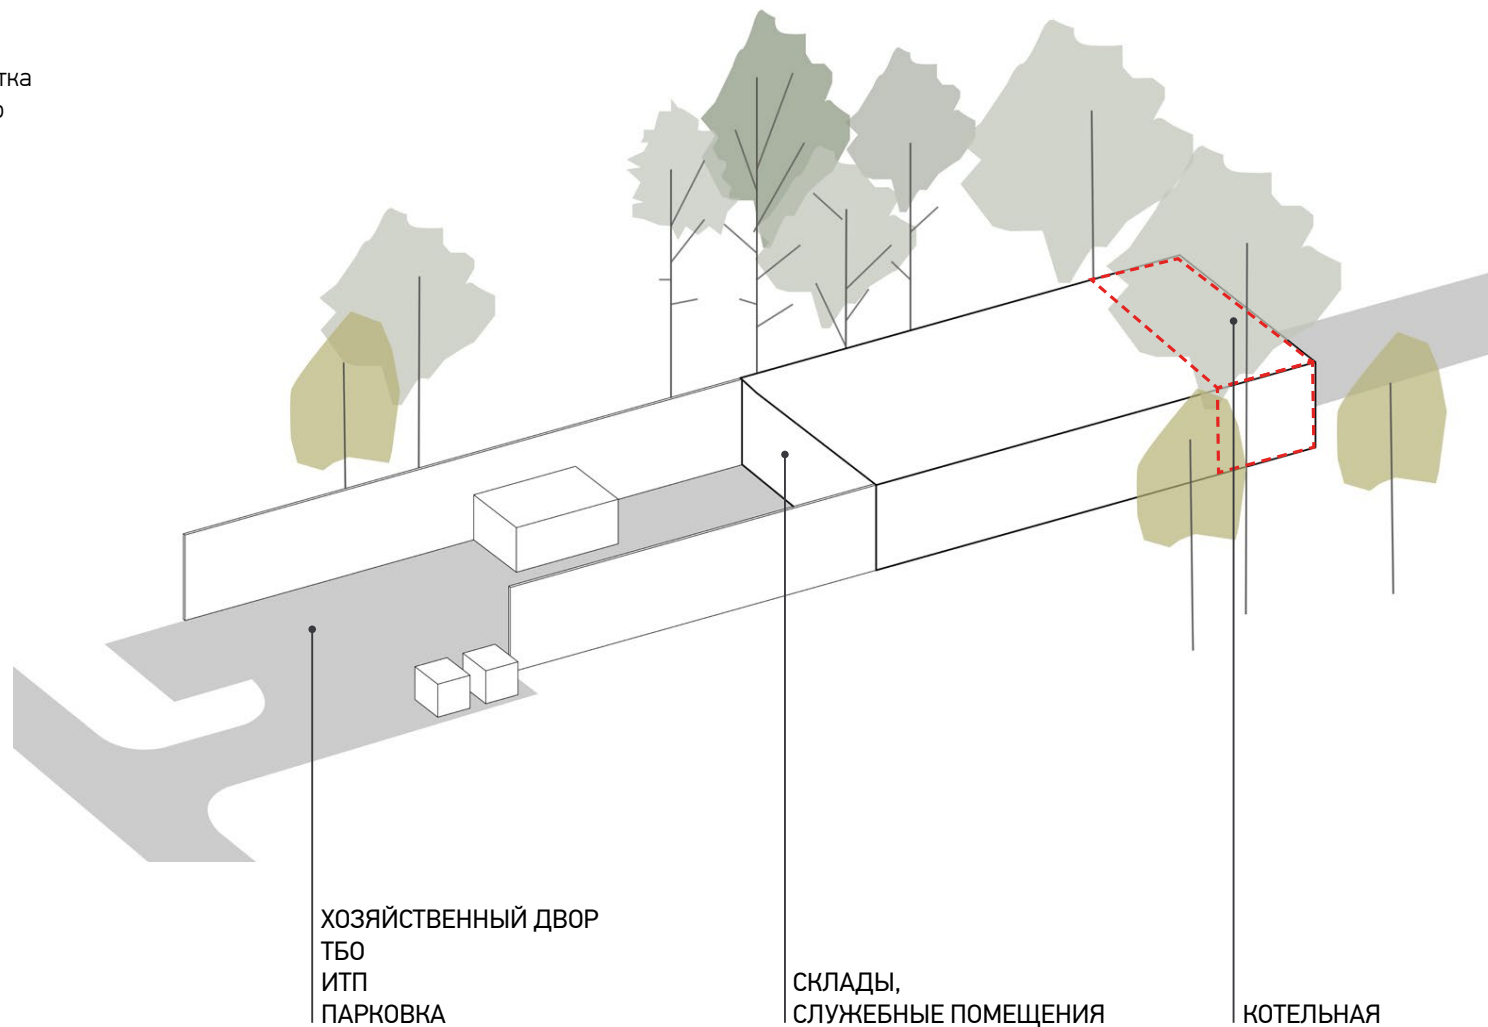 ХОЗЯЙСТВЕННЫЙ ДВОР
ТБО
ИТП
ПАРКОВКА
СКЛАДЫ,
СЛУЖЕБНЫЕ ПОМЕЩЕНИЯ
КОТЕЛЬНАЯ